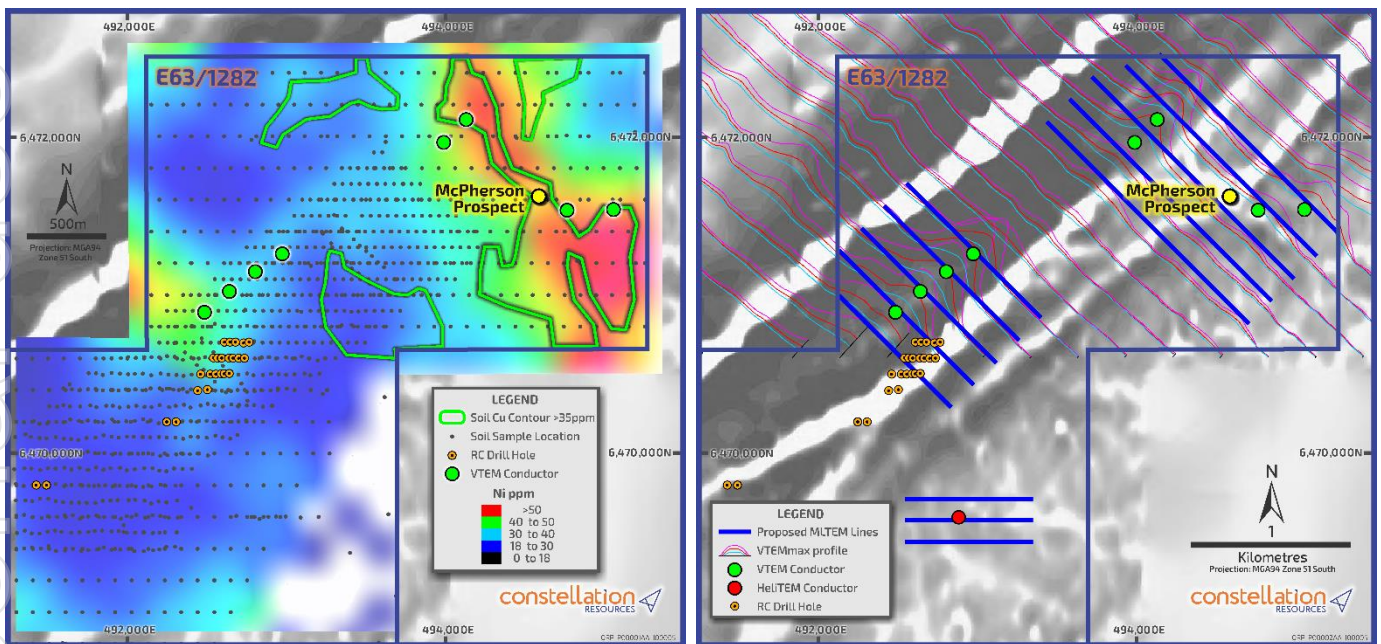 492,000E
494,000E
E63/1282
6,472,000N
6,472,000N
N
500m
Projection: MGA94
Zone 51 South
McPherson
Prospect
6,470,000N
LEGEND
Soil Cu Contour >35ppm
Soil Sample Location
RC Drill Hole
VTEM Conductor
Ni ppm
>50
40 to 50
30 to 40
18 to 30
0 to 18
constellation
RESOURCES
492,000E
494,000E
492,000E
494,000E
E63/1282
6,472,000N
6,472,000N
McPherson
Prospect
6,470,000N
6,470,000N
LEGEND
Proposed MLTEM Lines
VTEMmax profile
VTEM Conductor
HeliTEM Conductor
RC Drill Hole
N
1
Kilometres
Projection: MGA94 Zone 51 South
constellation
RESOURCES
492,000E
494,000E